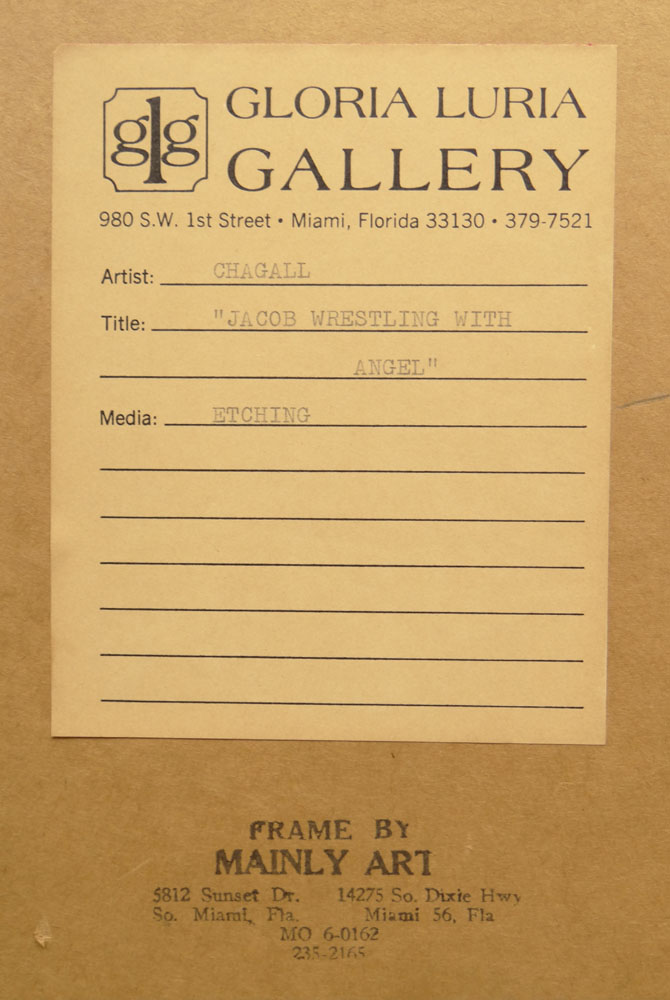 glg
GLORIA LURIA
GALLERY
980 S.W. 1st Street • Miami, Florida 33130 • 379-7521
Artist: CHAGALL
Title: "JACOB WRESTLING WITH
ANGEL"
Media: ETCHING
FRAME BY
MAINLY ART
5812 Sunset Dr. 14275 So. Dixie Hwy
So. Miami, Fla. Miami 56, Fla
MO 6-0162
235-2165